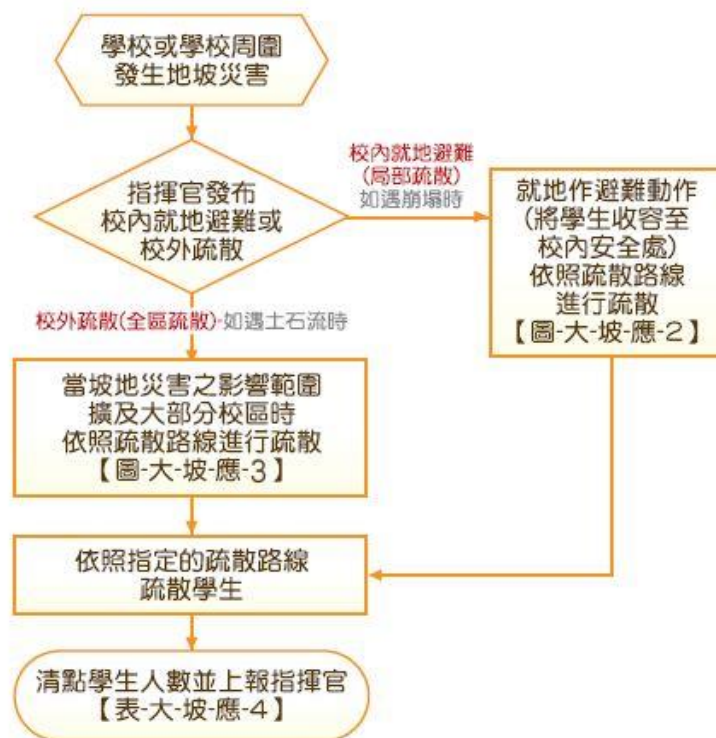 學校或學校周圍
發生地坡災害
指揮官發布
校內就地避難或
校外疏散
校內就地避難
(局部疏散)
如遇崩塌時
就地作避難動作
(將學生收容至
校內安全處)
依照疏散路線
進行疏散
【圖-大-坡-應-2】
校外疏散(全區疏散)-如遇土石流時
當坡地災害之影響範圍
擴及大部分校區時
依照疏散路線進行疏散
【圖-大-坡-應-3】
依照指定的疏散路線
疏散學生
清點學生人數並上報指揮官
【表-大-坡-應-4】